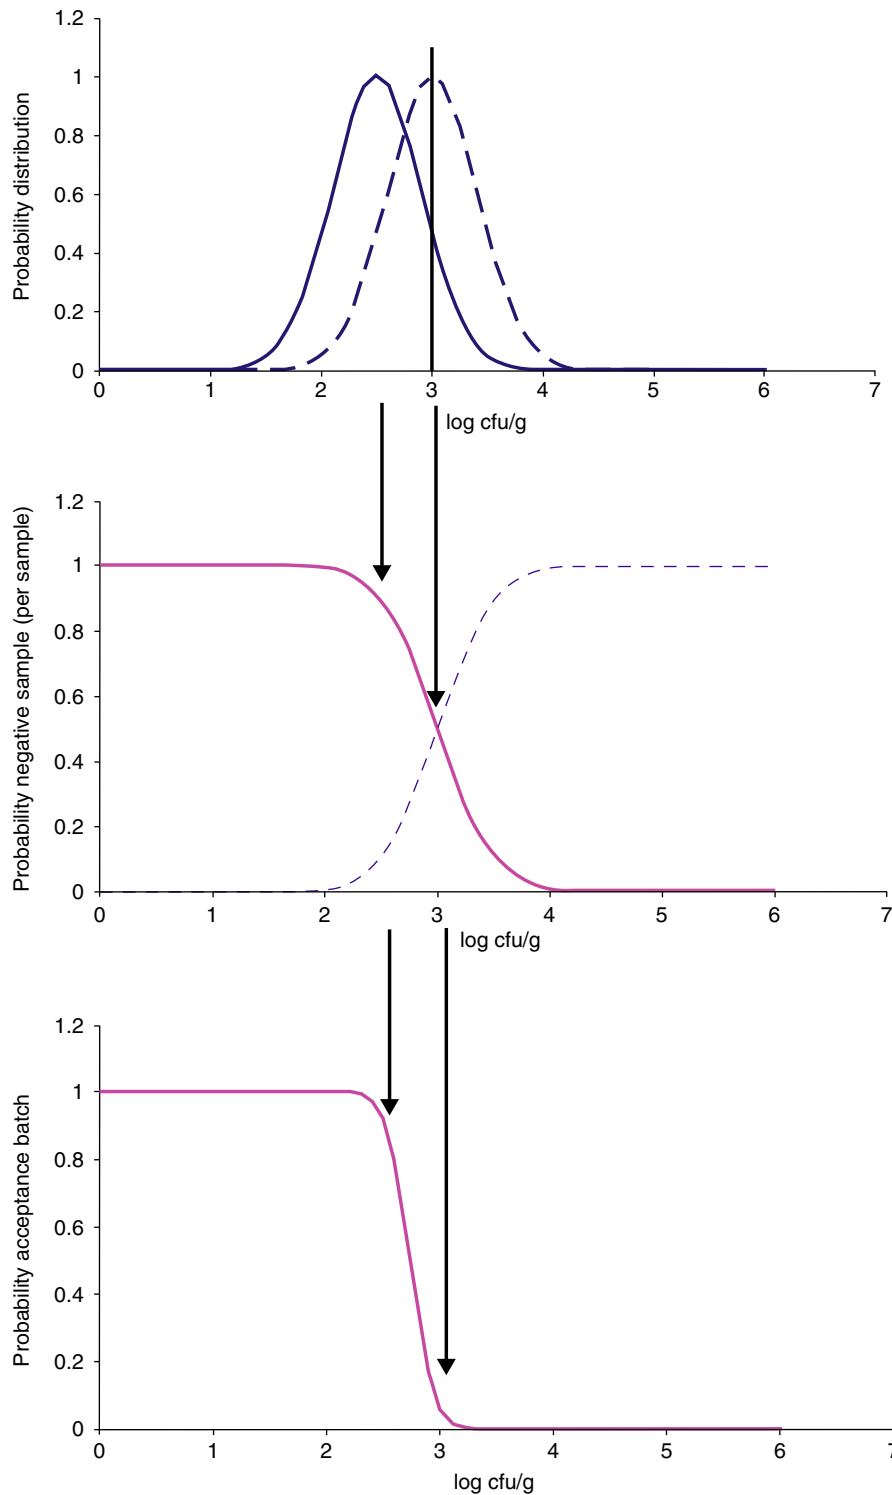 Probability distribution
1.2
1
0.8
0.6
0.4
0.2
0
0 1 2 3 4 5 6 7
log cfu/g
Probability negative sample (per sample)
1.2
1
0.8
0.6
0.4
0.2
0
0 1 2 3 4 5 6 7
log cfu/g
Probability acceptance batch
1.2
1
0.8
0.6
0.4
0.2
0
0 1 2 3 4 5 6 7
log cfu/g